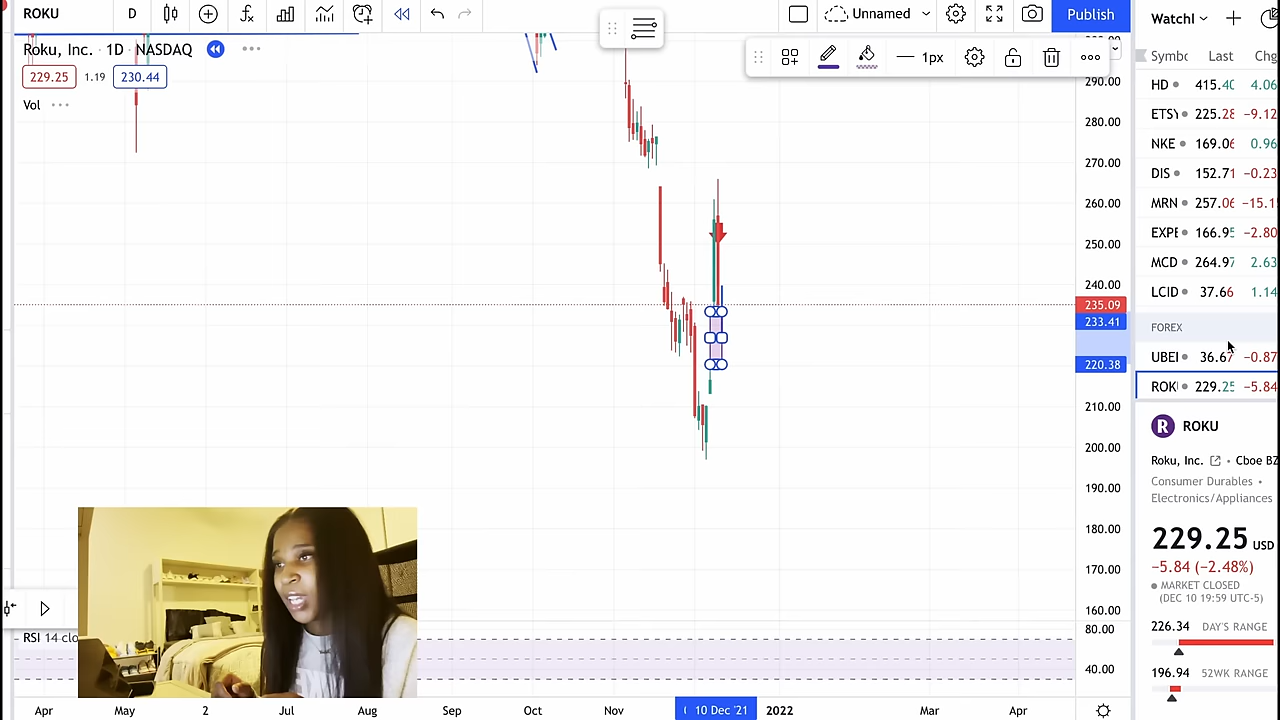 ROKU D Unnamed Publish
Roku, Inc. · 1D · NASDAQ
229.25 1.19 230.44
Vol
1px
290.00
280.00
270.00
260.00
250.00
240.00
235.09
233.41
220.38
210.00
200.00
190.00
180.00
170.00
160.00
80.00
40.00
RSI 14 clo
Apr May 2 Jul Aug Sep Oct Nov 10 Dec '21 2022 Mar Apr
Watchl
Symbo Last Chg
HD 415.40 4.06
ETSY 225.28 −9.12
NKE 169.06 0.96
DIS 152.71 −0.23
MRN 257.06 −15.1
EXPE 166.95 −2.80
MCD 264.97 2.63
LCID 37.66 1.14
FOREX
UBEI 36.67 −0.87
ROKI 229.25 −5.84
ROKU
Roku, Inc. • Cboe BZ
Consumer Durables •
Electronics/Appliances
229.25 USD
−5.84 (−2.48%)
MARKET CLOSED
(DEC 10 19:59 UTC-5)
226.34 DAY'S RANGE
196.94 52WK RANGE